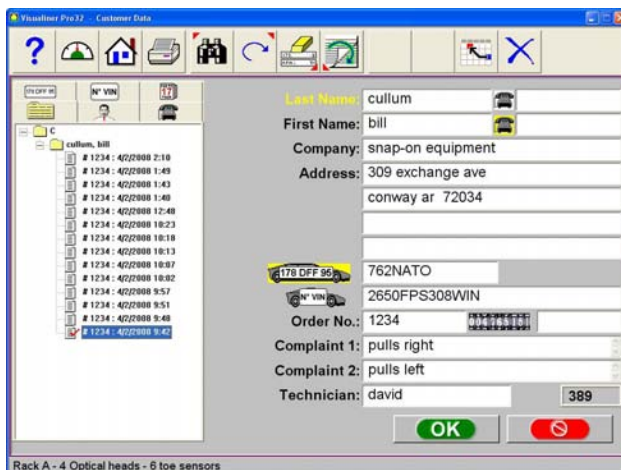 Visualiner Pro32 - Customer Data
178 DFF 95
N° VIN
17
C
cullum, bill
# 1234 : 4/2/2008 2:10
# 1234 : 4/2/2008 1:49
# 1234 : 4/2/2008 1:43
# 1234 : 4/2/2008 1:40
# 1234 : 4/2/2008 12:48
# 1234 : 4/2/2008 10:23
# 1234 : 4/2/2008 10:18
# 1234 : 4/2/2008 10:13
# 1234 : 4/2/2008 10:07
# 1234 : 4/2/2008 10:02
# 1234 : 4/2/2008 9:57
# 1234 : 4/2/2008 9:51
# 1234 : 4/2/2008 9:48
# 1234 : 4/2/2008 9:42
Last Name: cullum
First Name: bill
Company: snap-on equipment
Address: 309 exchange ave
conway ar 72034
178 DFF 95 762NATO
N° VIN 2650FPS308WIN
Order No.: 1234
Complaint 1: pulls right
Complaint 2: pulls left
Technician: david 389
OK
Rack A - 4 Optical heads - 6 toe sensors